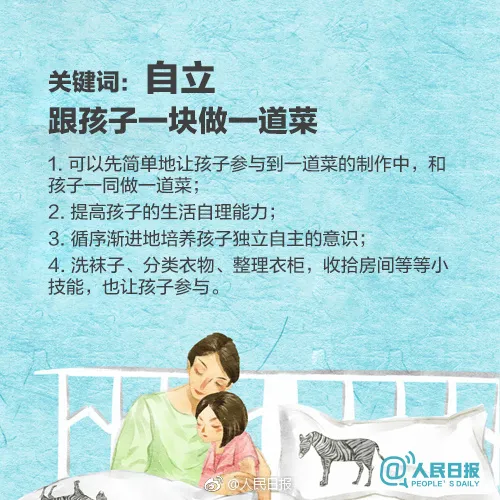 关键词：自立
跟孩子一块做一道菜
1. 可以先简单地让孩子参与到一道菜的制作中，和
孩子一同做一道菜；
2. 提高孩子的生活自理能力；
3. 循序渐进地培养孩子独立自主的意识；
4. 洗袜子、分类衣物、整理衣柜，收拾房间等等小
技能，也让孩子参与。
@人民日报
PEOPLE'S DAILY
@人民日报